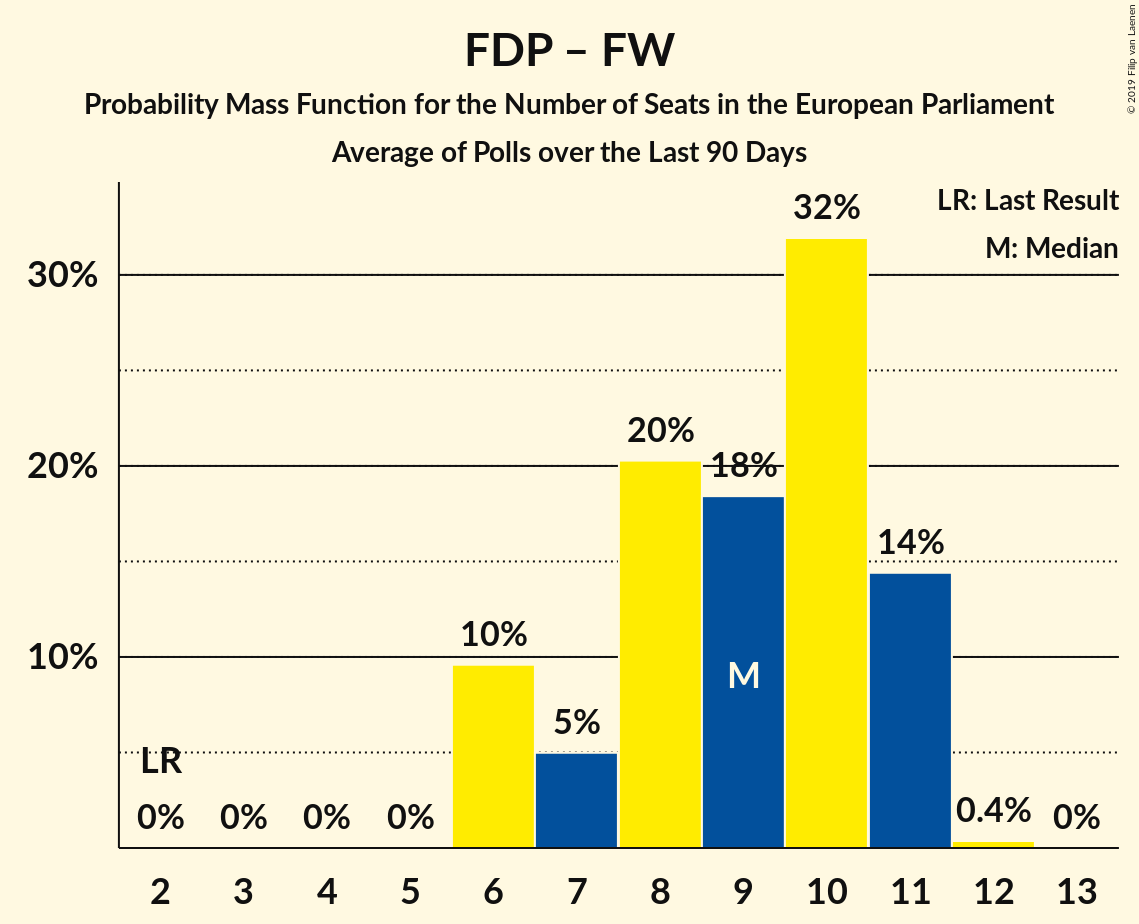 FDP – FW
Probability Mass Function for the Number of Seats in the European Parliament
Average of Polls over the Last 90 Days
© 2019 Filip van Laenen
LR: Last Result
M: Median
32%
30%
20%
20%
18%
14%
10%
10%
M
5%
LR
0% 0% 0% 0% 0.4% 0%
2 3 4 5 6 7 8 9 10 11 12 13